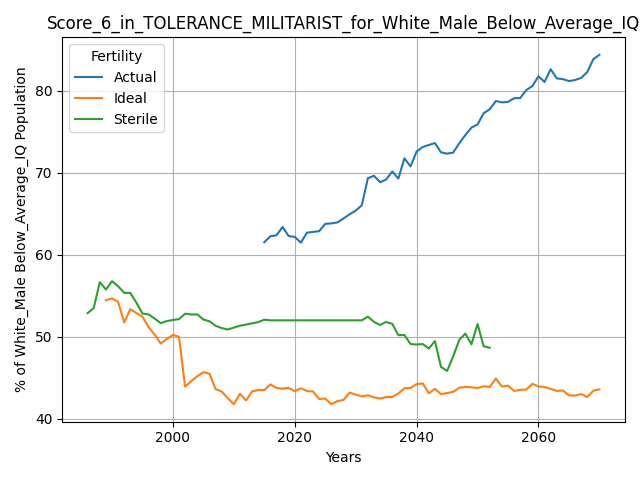 Score_6_in_TOLERANCE_MILITARIST_for_White_Male_Below_Average_IQ
Fertility
Actual
Ideal
Sterile
% of White_Male Below_Average_IQ Population
80
70
60
50
40
2000
2020
2040
2060
Years